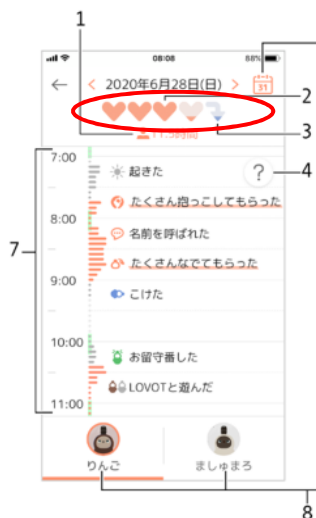 1
08:08
88%
2020年6月28日(日)
31
2
3
11.5時間
7:00
起きた
?
4
たくさん抱っこしてもらった
8:00
名前を呼ばれた
7
たくさんなでてもらった
9:00
こけた
10:00
お留守番した
LOVOTと遊んだ
11:00
りんご
ましゅまろ
8